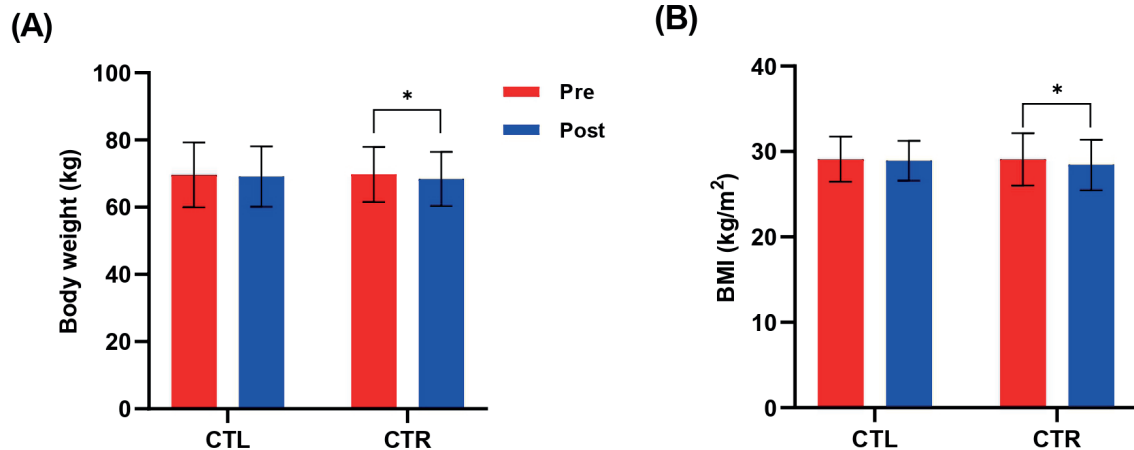 (A)
Body weight (kg)
100
80
60
40
20
0
CTL
CTR
*
Pre
Post
(B)
BMI (kg/m²)
40
30
20
10
0
CTL
CTR
*